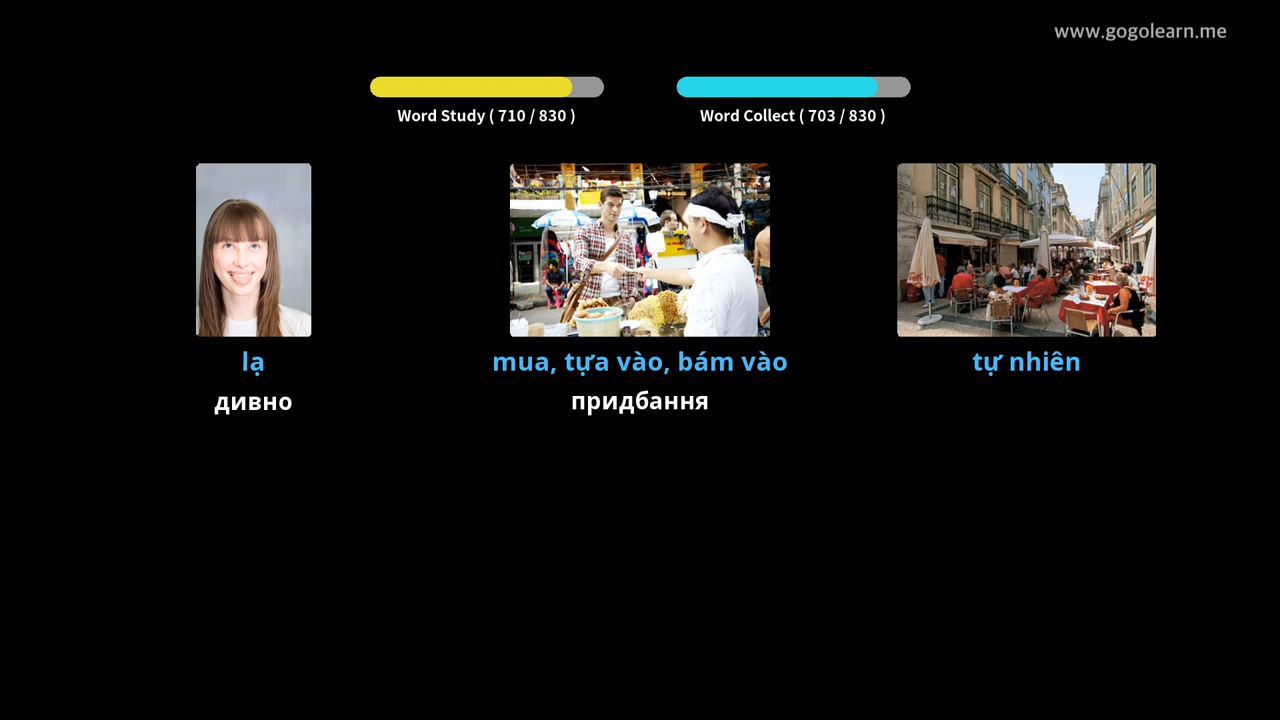 www.gogolearn.me
Word Study ( 710 / 830 )
Word Collect ( 703 / 830 )
lạ
дивно
mua, tựa vào, bám vào
придбання
tự nhiên